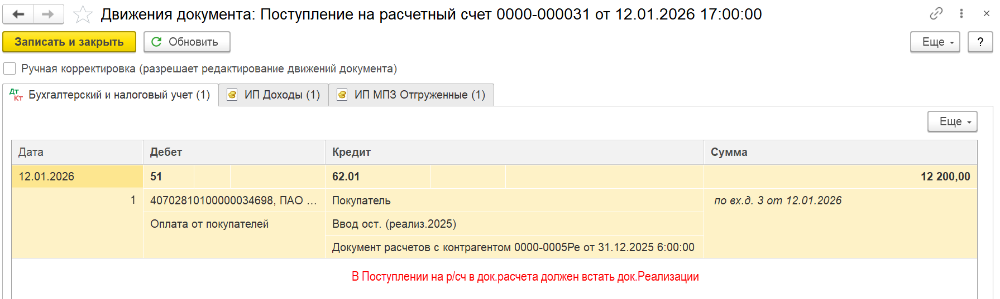 Движения документа: Поступление на расчетный счет 0000-000031 от 12.01.2026 17:00:00
Записать и закрыть Обновить Еще ?
Ручная корректировка (разрешает редактирование движений документа)
Дт Кт Бухгалтерский и налоговый учет (1) ИП Доходы (1) ИП МПЗ Отгруженные (1)
Еще
Дата Дебет Кредит Сумма
12.01.2026 51 62.01 12 200,00
1 40702810100000034698, ПАО ... Покупатель по вх.д. 3 от 12.01.2026
Оплата от покупателей Ввод ост. (реализ.2025)
Документ расчетов с контрагентом 0000-0005Ре от 31.12.2025 6:00:00
В Поступлении на р/сч в док.расчета должен встать док.Реализации